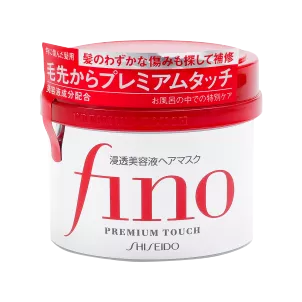 髪のわずかな傷みも探して補修
毛先からプレミアムタッチ
美容液成分配合
お風呂の中での特別ケア
浸透美容液ヘアマスク
fino
PREMIUM TOUCH
SHISEIDO